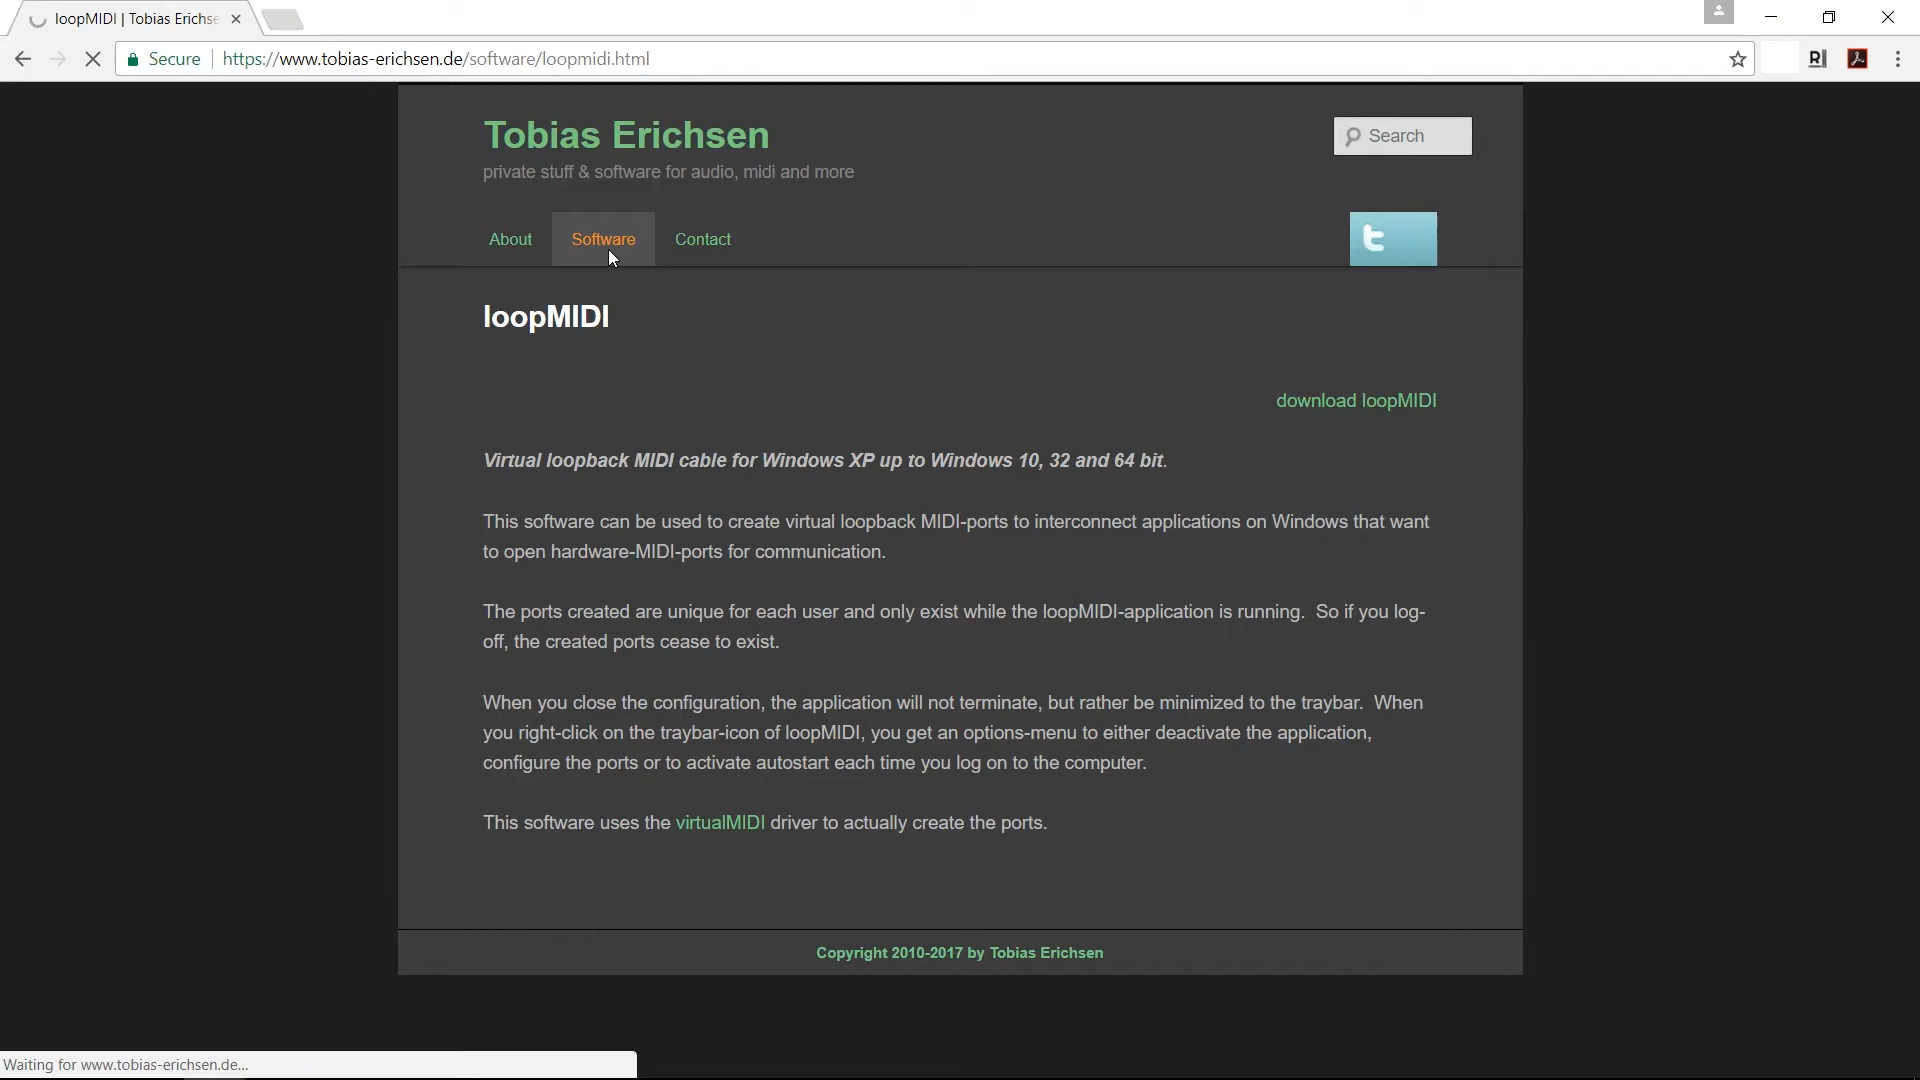 loopMIDI | Tobias Erichse
Secure
https://www.tobias-erichsen.de/software/loopmidi.html
Tobias Erichsen
private stuff & software for audio, midi and more
Search
About
Software
Contact
loopMIDI
download loopMIDI
Virtual loopback MIDI cable for Windows XP up to Windows 10, 32 and 64 bit.
This software can be used to create virtual loopback MIDI-ports to interconnect applications on Windows that want
to open hardware-MIDI-ports for communication.
The ports created are unique for each user and only exist while the loopMIDI-application is running.  So if you log-
off, the created ports cease to exist.
When you close the configuration, the application will not terminate, but rather be minimized to the traybar.  When
you right-click on the traybar-icon of loopMIDI, you get an options-menu to either deactivate the application,
configure the ports or to activate autostart each time you log on to the computer.
This software uses the virtualMIDI driver to actually create the ports.
Copyright 2010-2017 by Tobias Erichsen
Waiting for www.tobias-erichsen.de...